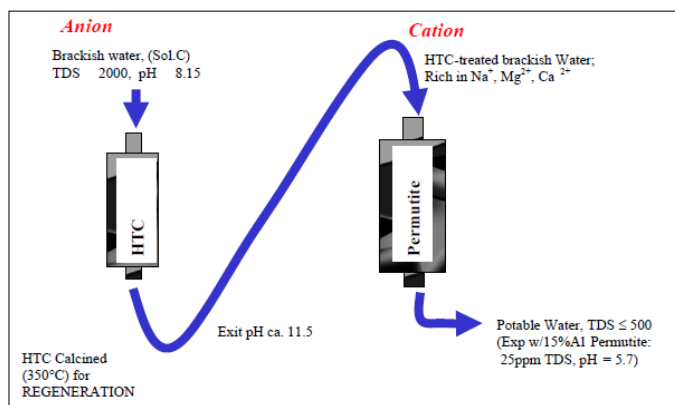 Anion
Brackish water, (Sol.C)
TDS 2000, pH 8.15
HTC
Exit pH ca. 11.5
HTC Calcined
(350°C) for
REGENERATION
Cation
HTC-treated brackish Water;
Rich in Na⁺, Mg²⁺, Ca ²⁺
Permutite
Potable Water, TDS ≤ 500
(Exp w/15%A1 Permutite:
25ppm TDS, pH = 5.7)